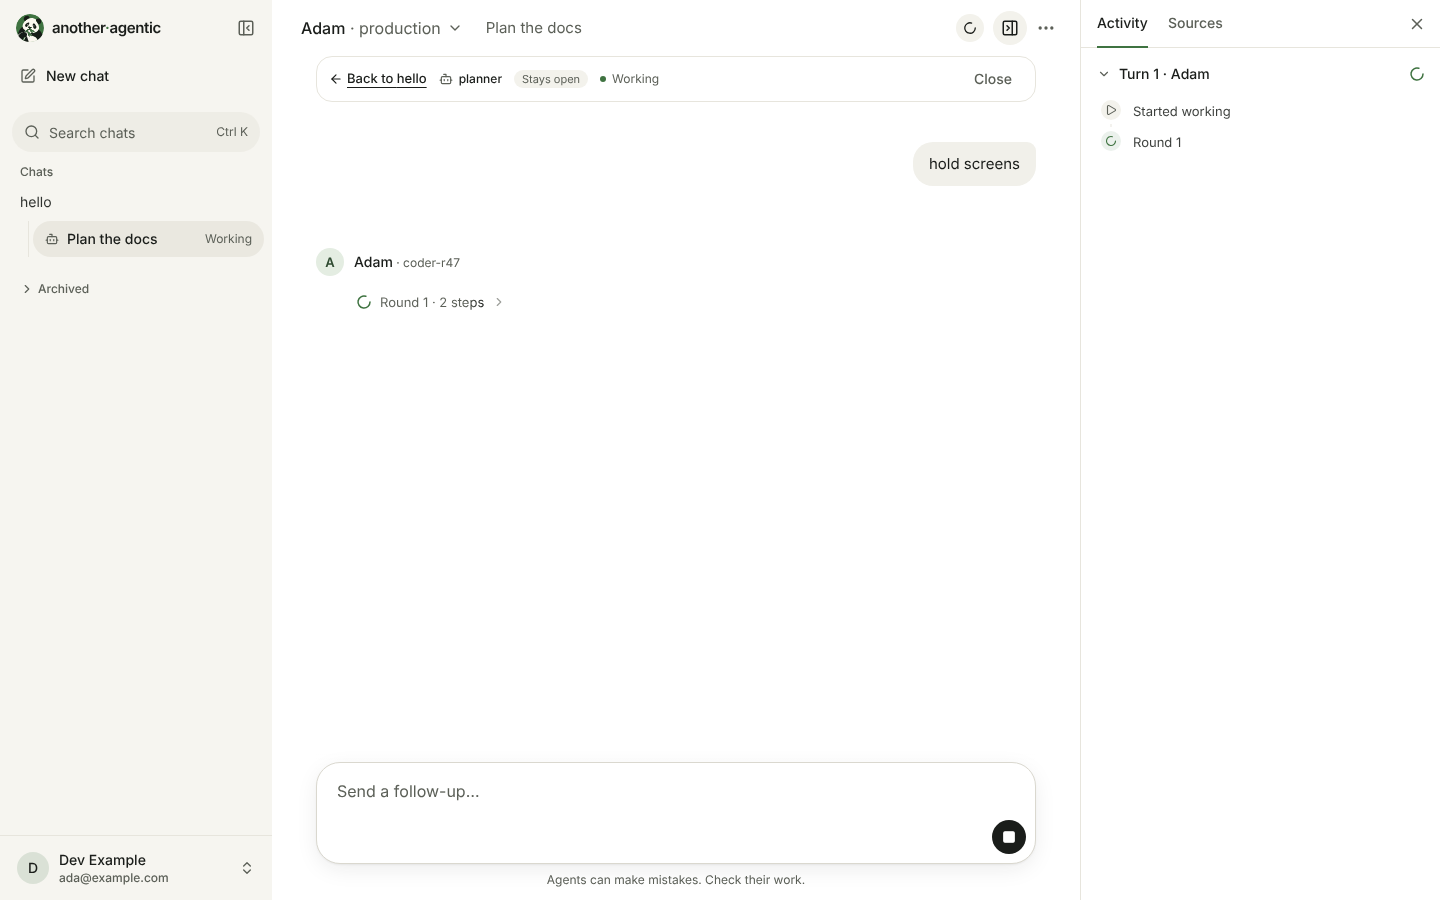 another·agentic
New chat
Search chats Ctrl K
Chats
hello
Plan the docs Working
Archived
Dev Example
ada@example.com
D
Adam · production
Plan the docs
Back to hello planner Stays open Working Close
hold screens
A
Adam · coder-r47
Round 1 · 2 steps
Send a follow-up...
Agents can make mistakes. Check their work.
Activity Sources
Turn 1 · Adam
Started working
Round 1